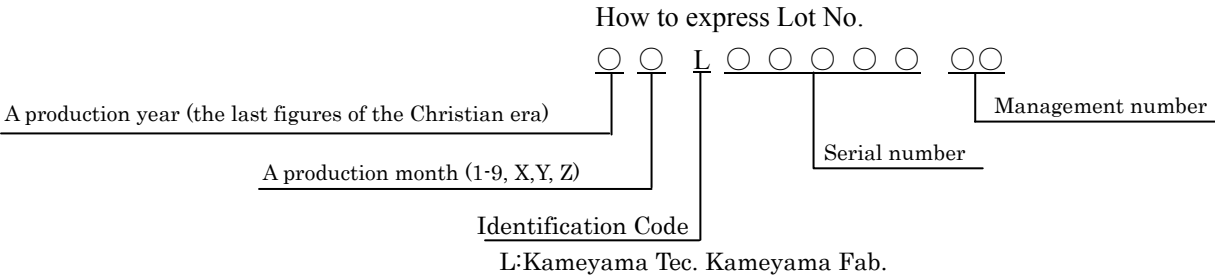 How to express Lot No.
○ ○ L ○ ○ ○ ○ ○ ○○
A production year (the last figures of the Christian era)
Management number
Serial number
A production month (1-9, X,Y, Z)
Identification Code
L:Kameyama Tec. Kameyama Fab.